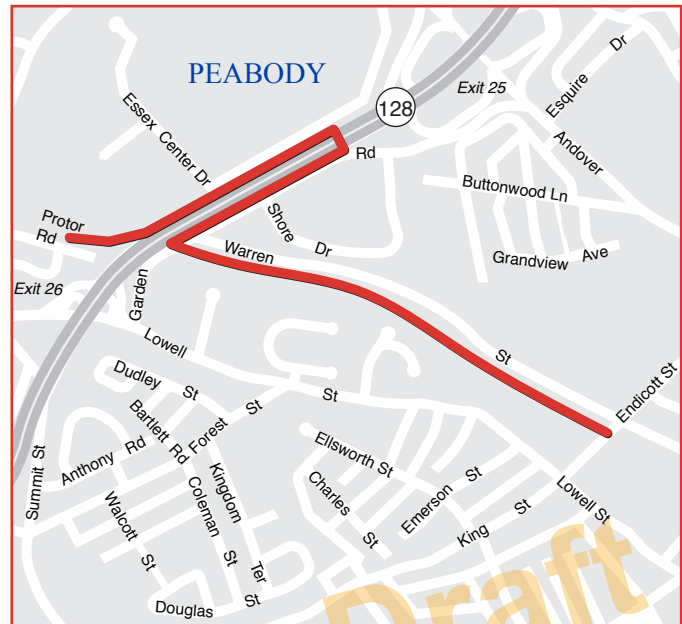 PEABODY
128
Exit 25
Esquire Dr
Andover
Essex Center Dr
Rd
Buttonwood Ln
Protor Rd
Shore Dr
Warren
Grandview Ave
Exit 26
Garden
Lowell
St
Dudley St
St
Endicott St
Bartlett Rd
Forest St
Anthony Rd
Ellsworth St
Summit St
Walcott St
Coleman St
Kingdom Ter
Charles St
Emerson St
King St
Lowell St
Douglas St
Draft